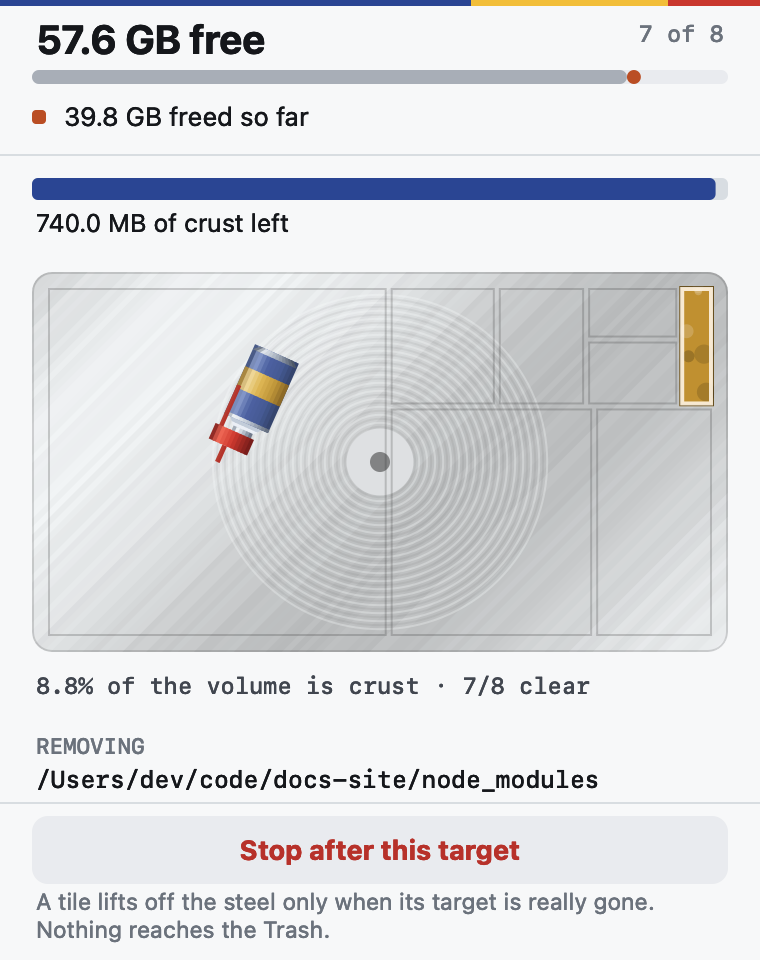 57.6 GB free
7 of 8
39.8 GB freed so far
740.0 MB of crust left
8.8% of the volume is crust · 7/8 clear
REMOVING
/Users/dev/code/docs-site/node_modules
Stop after this target
A tile lifts off the steel only when its target is really gone.
Nothing reaches the Trash.